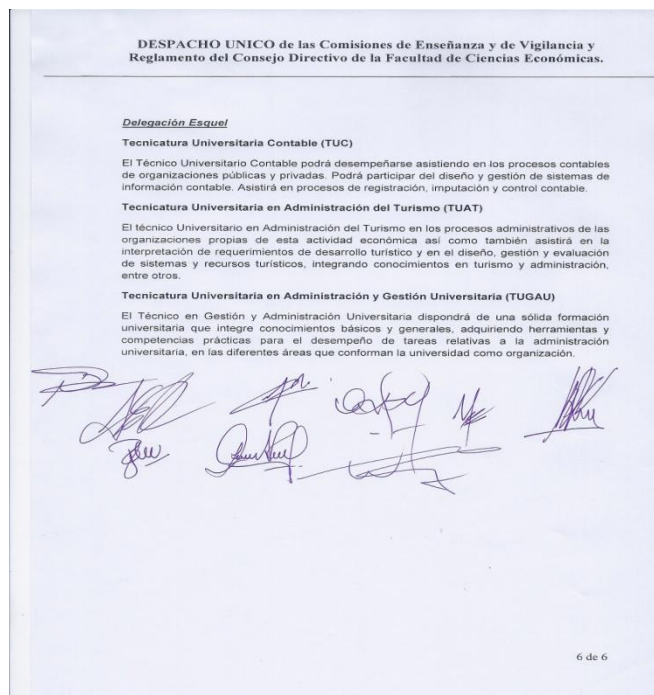 DESPACHO UNICO de las Comisiones de Enseñanza y de Vigilancia y
Reglamento del Consejo Directivo de la Facultad de Ciencias Económicas.
Delegación Esquel
Tecnicatura Universitaria Contable (TUC)
El Técnico Universitario Contable podrá desempeñarse asistiendo en los procesos contables
de organizaciones públicas y privadas. Podrá participar del diseño y gestión de sistemas de
información contable. Asistirá en procesos de registración, imputación y control contable.
Tecnicatura Universitaria en Administración del Turismo (TUAT)
El técnico Universitario en Administración del Turismo en los procesos administrativos de las
organizaciones propias de esta actividad económica así como también asistirá en la
interpretación de requerimientos de desarrollo turístico y en el diseño, gestión y evaluación
de sistemas y recursos turísticos, integrando conocimientos en turismo y administración,
entre otros.
Tecnicatura Universitaria en Administración y Gestión Universitaria (TUGAU)
El Técnico en Gestión y Administración Universitaria dispondrá de una sólida formación
universitaria que integre conocimientos básicos y generales, adquiriendo herramientas y
competencias prácticas para el desempeño de tareas relativas a la administración
universitaria, en las diferentes áreas que conforman la universidad como organización.
6 de 6